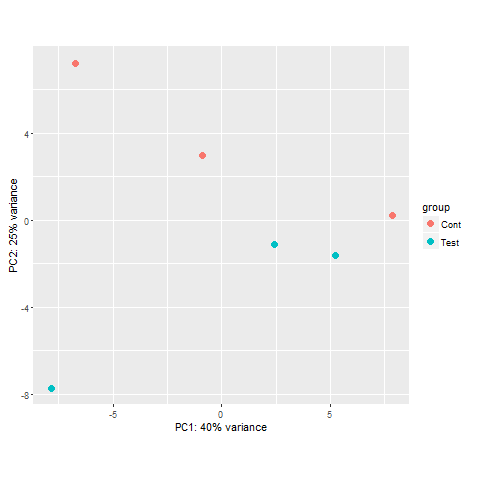 4
0
-4
-8
-5
0
5
PC1: 40% variance
PC2: 25% variance
group
Cont
Test